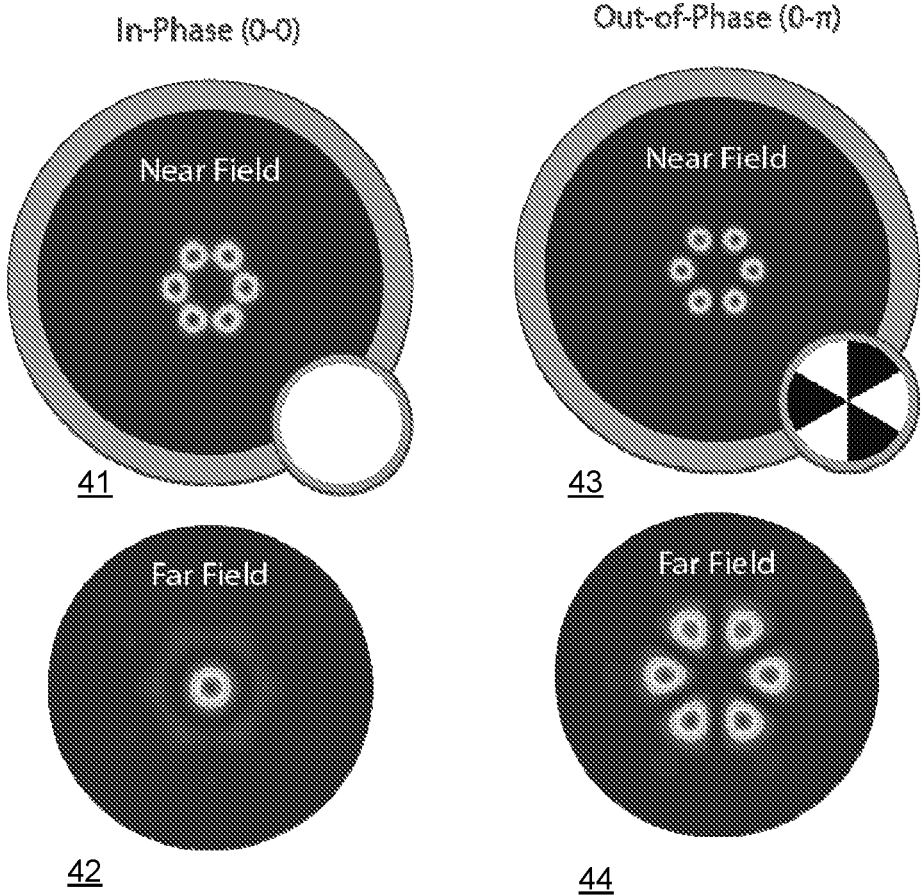 In-Phase (0-0)
Out-of-Phase (0-π)
Near Field
Near Field
41
43
Far Field
Far Field
42
44